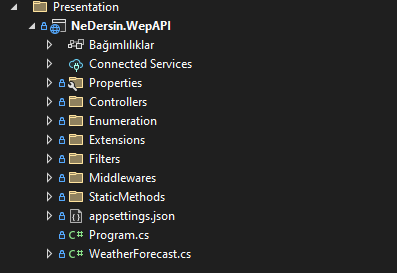 Presentation
NeDersin.WepAPI
Bağımlılıklar
Connected Services
Properties
Controllers
Enumeration
Extensions
Filters
Middlewares
StaticMethods
appsettings.json
C# Program.cs
C# WeatherForecast.cs